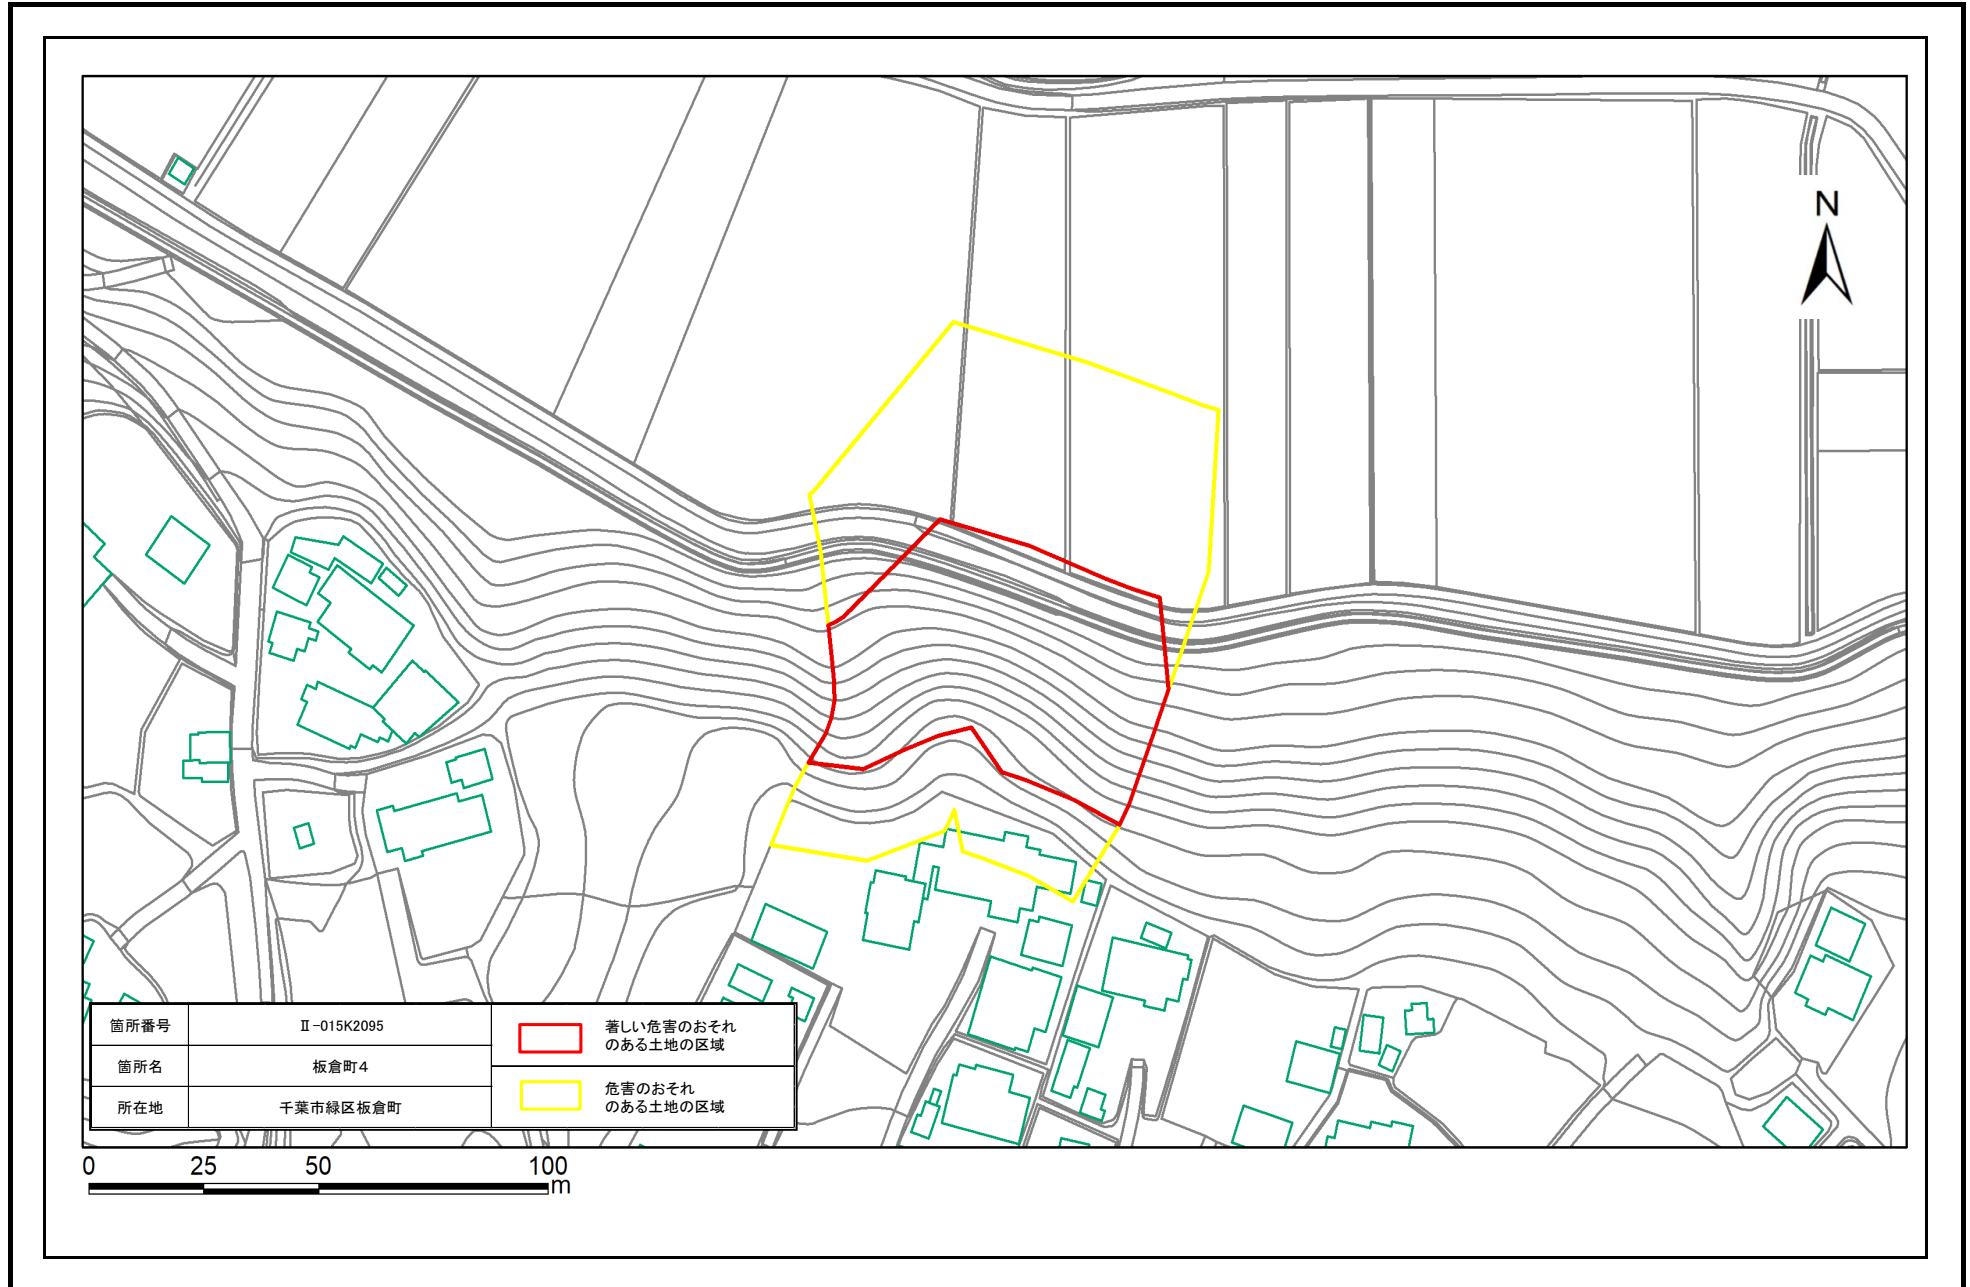 N
箇所番号
Ⅱ-015K2095
箇所名
板倉町4
所在地
千葉市緑区板倉町
著しい危害のおそれ
のある土地の区域
危害のおそれ
のある土地の区域
0 25 50 100
m